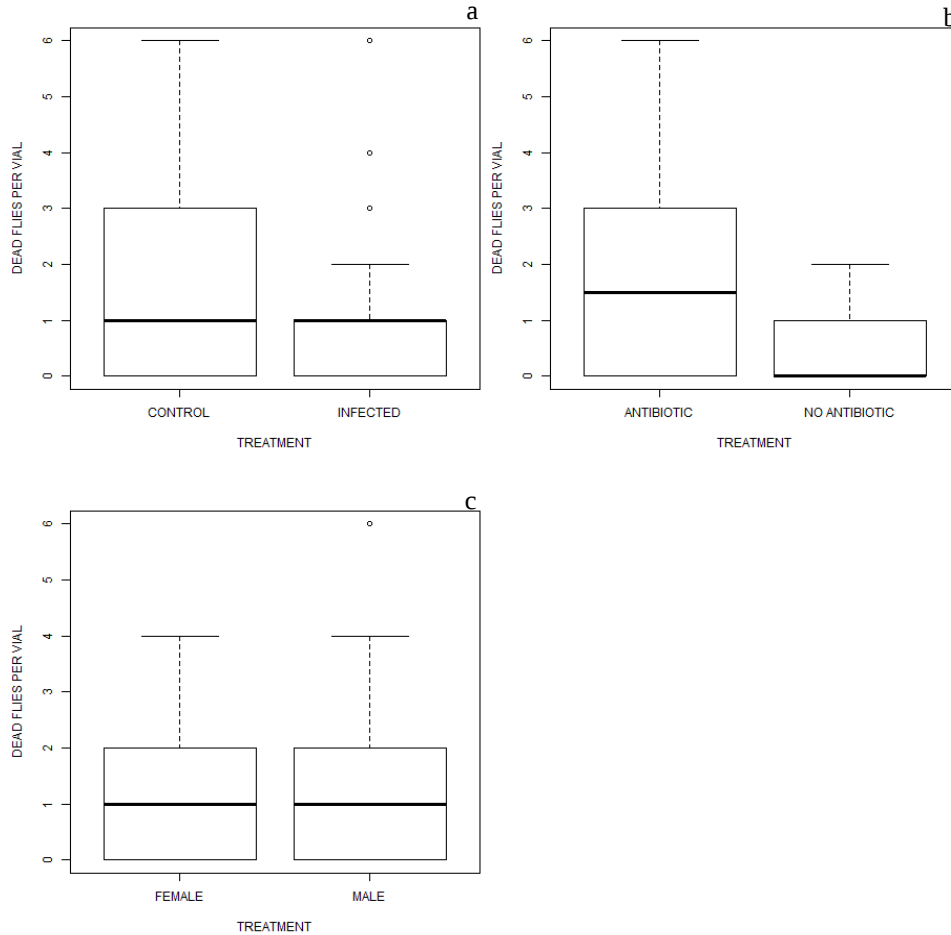 a
DEAD FLIES PER VIAL
6
5
4
3
2
1
0
CONTROL INFECTED
TREATMENT
b
DEAD FLIES PER VIAL
6
5
4
3
2
1
0
ANTIBIOTIC NO ANTIBIOTIC
TREATMENT
c
DEAD FLIES PER VIAL
6
5
4
3
2
1
0
FEMALE MALE
TREATMENT